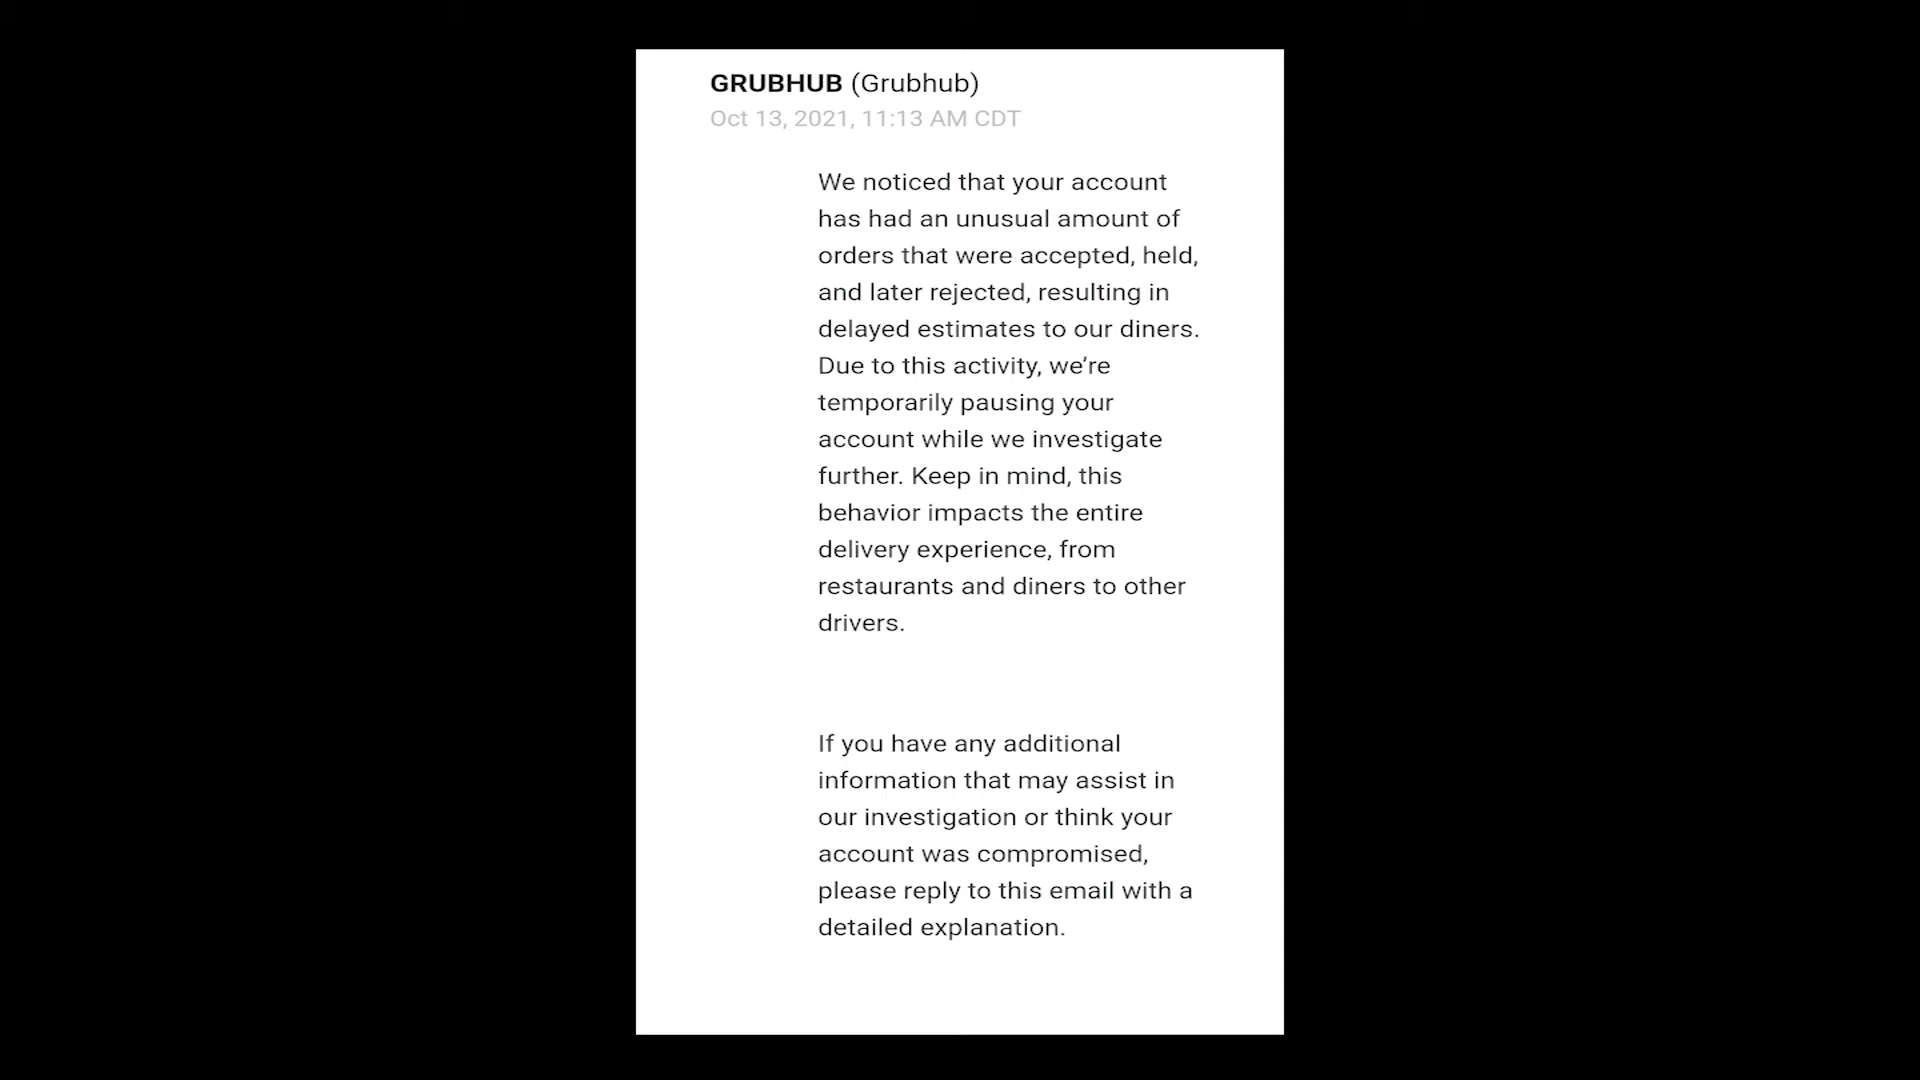 GRUBHUB (Grubhub)
Oct 13, 2021, 11:13 AM CDT
We noticed that your account
has had an unusual amount of
orders that were accepted, held,
and later rejected, resulting in
delayed estimates to our diners.
Due to this activity, we’re
temporarily pausing your
account while we investigate
further. Keep in mind, this
behavior impacts the entire
delivery experience, from
restaurants and diners to other
drivers.
If you have any additional
information that may assist in
our investigation or think your
account was compromised,
please reply to this email with a
detailed explanation.